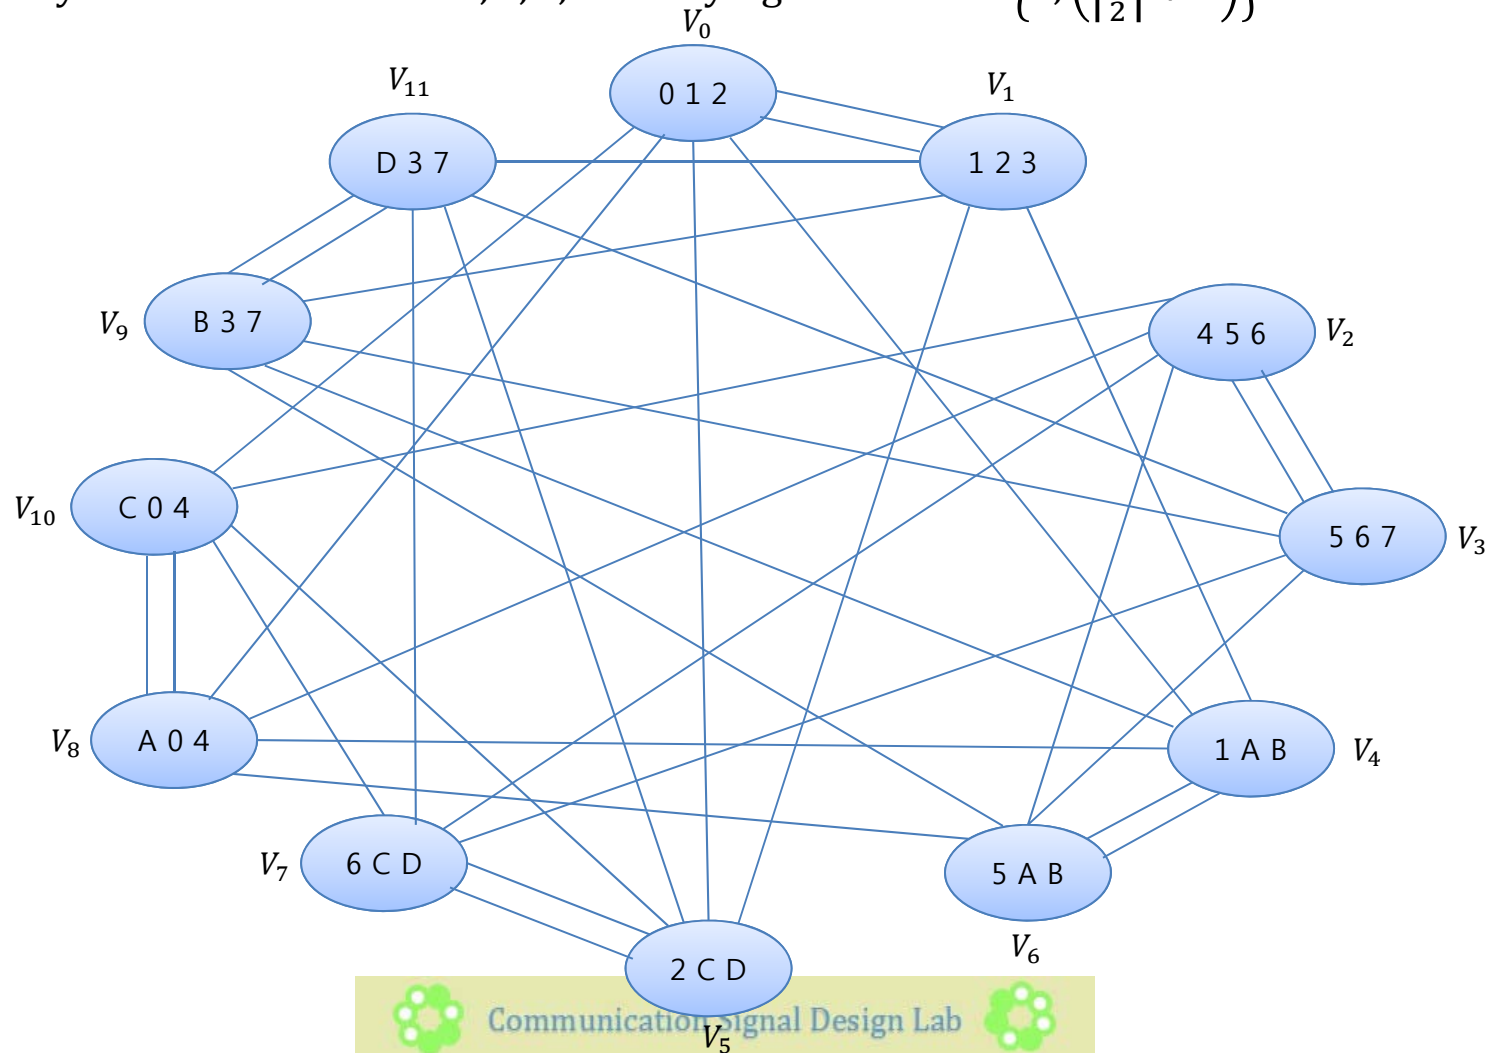 V₀
V₁₁
0 1 2
V₁
D 3 7
1 2 3
V₉
B 3 7
4 5 6
V₂
V₁₀
C 0 4
5 6 7
V₃
V₈
A 0 4
1 A B
V₄
V₇
6 C D
5 A B
V₆
2 C D
Communication Signal Design Lab
V₅